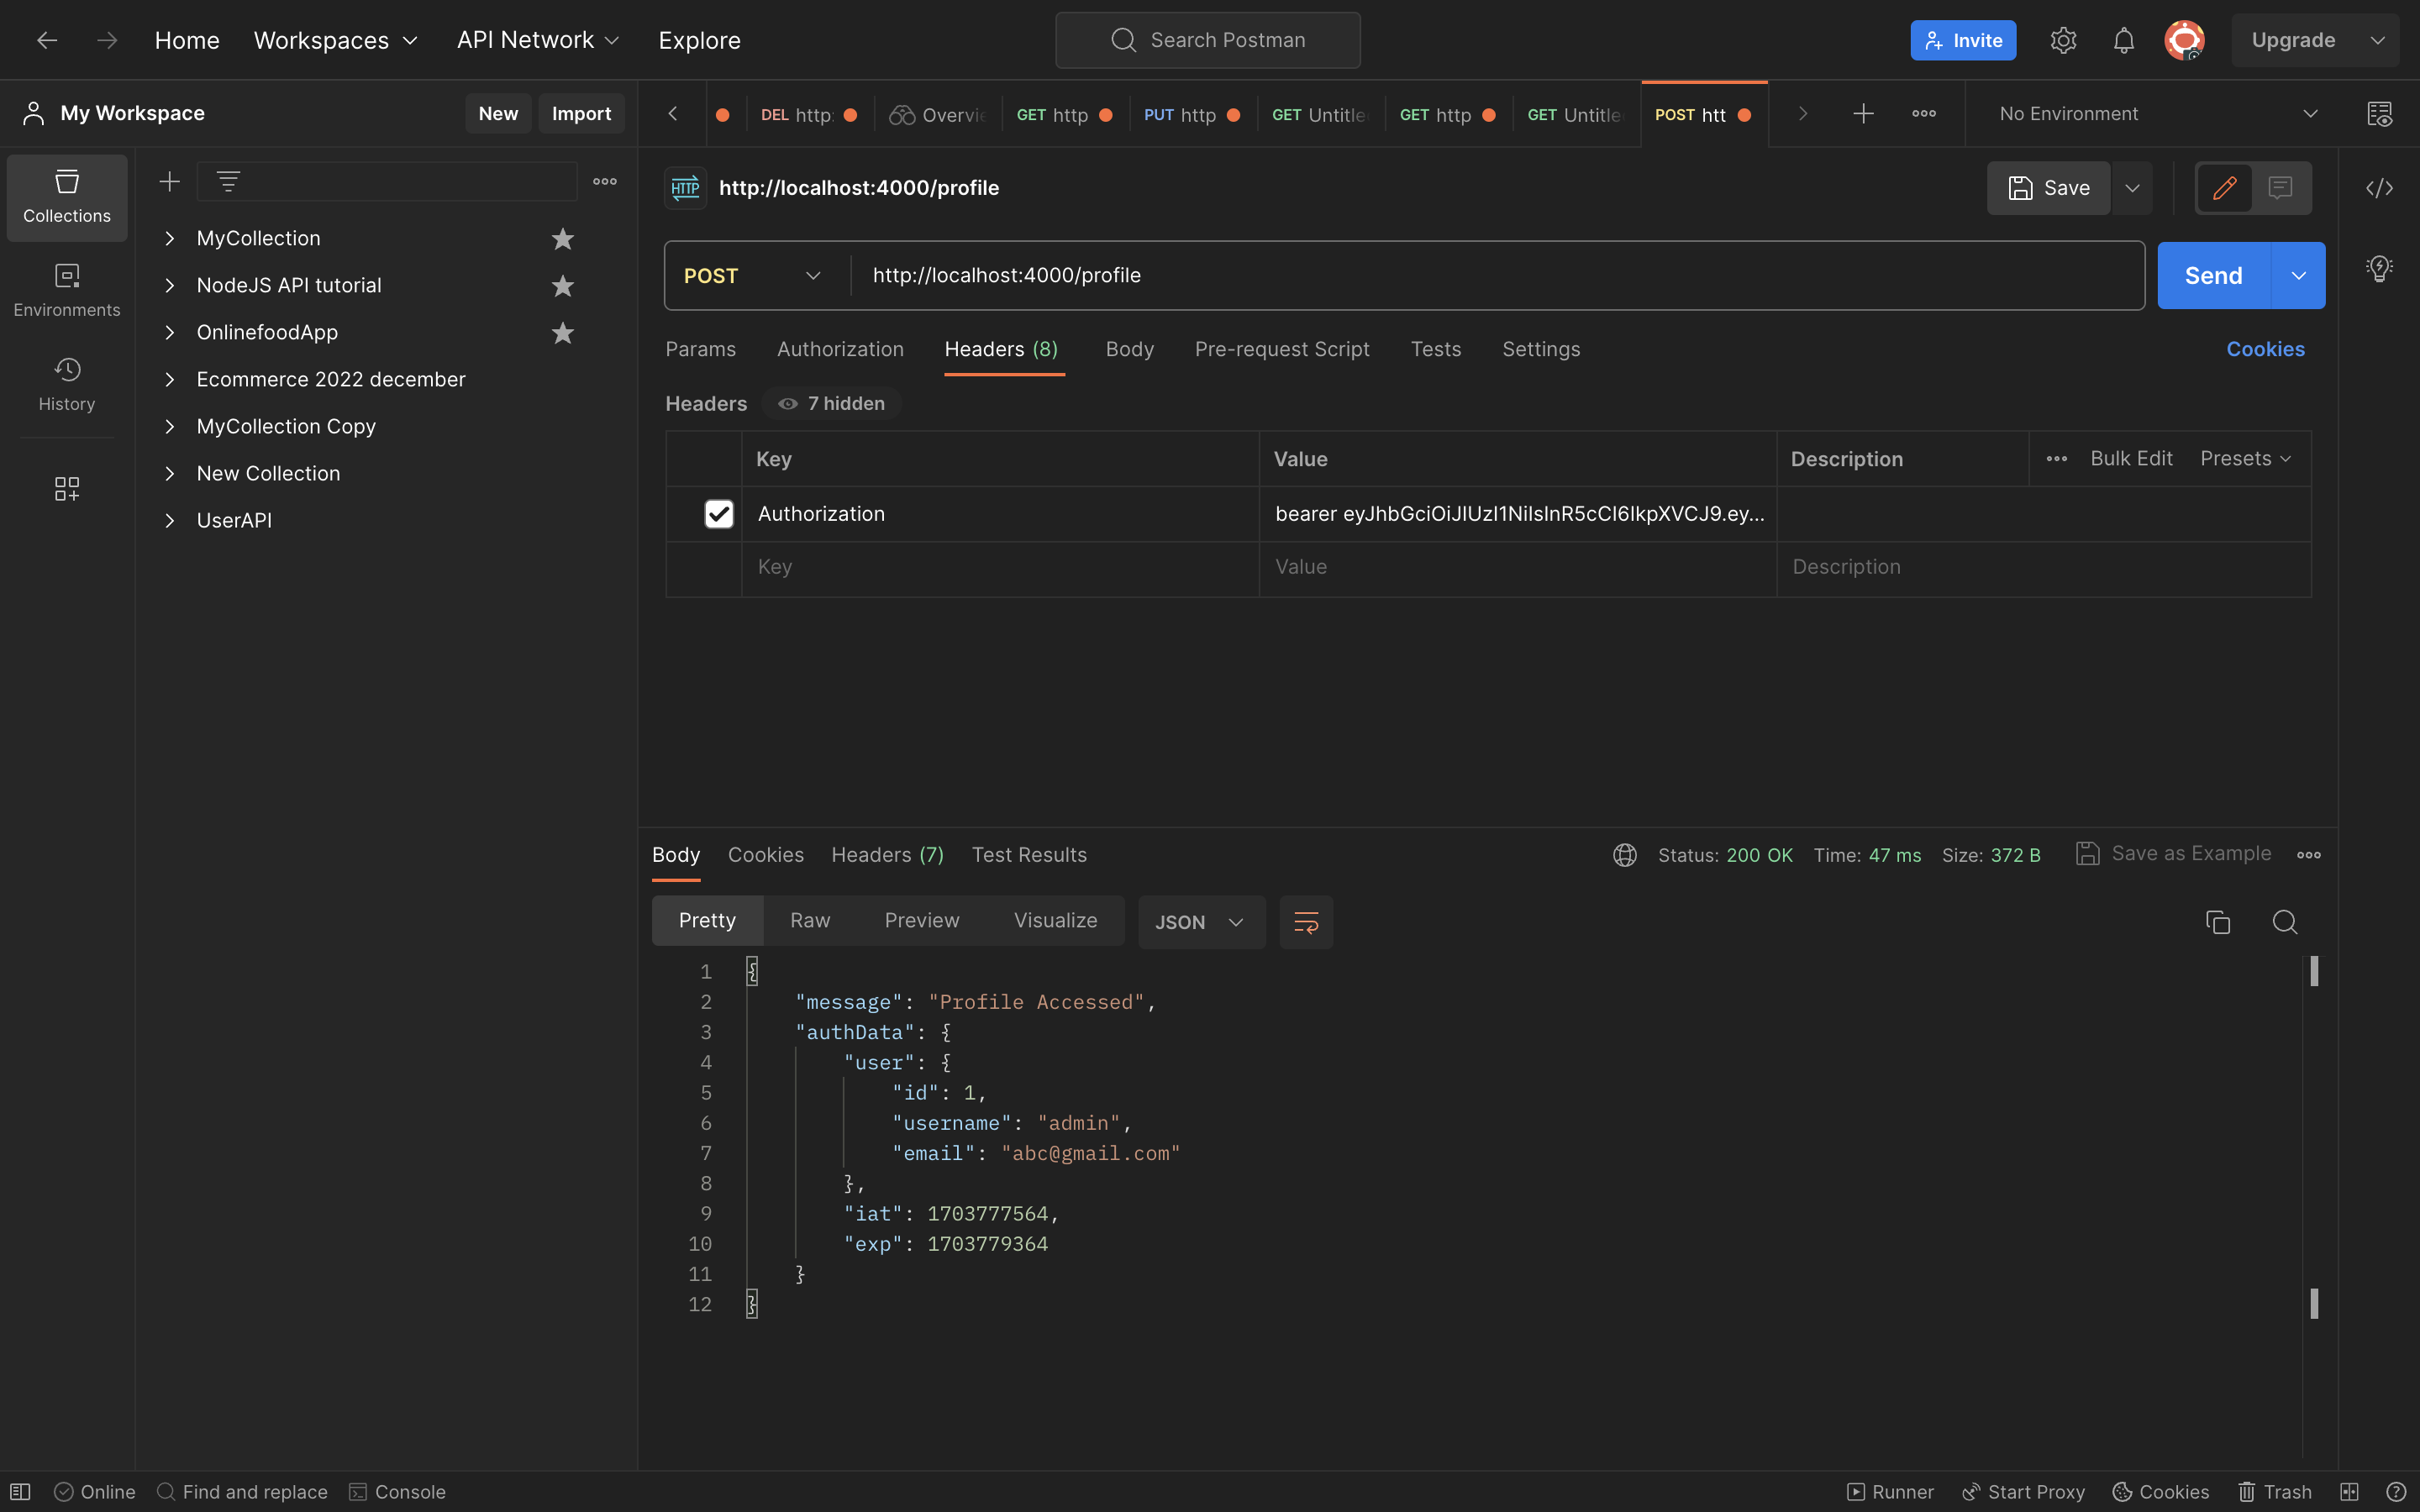 Home Workspaces API Network Explore
Search Postman
Invite Upgrade
My Workspace New Import
DEL http: Overvie GET http PUT http GET Untitle GET http GET Untitle POST htt
No Environment
Collections
Environments
History
MyCollection
NodeJS API tutorial
OnlinefoodApp
Ecommerce 2022 december
MyCollection Copy
New Collection
UserAPI
HTTP http://localhost:4000/profile Save
POST http://localhost:4000/profile Send
Params Authorization Headers (8) Body Pre-request Script Tests Settings Cookies
Headers 7 hidden
Key Value Description Bulk Edit Presets
Authorization bearer eyJhbGciOiJIUzI1NiIsInR5cCI6IkpXVCJ9.ey...
Key Value Description
Body Cookies Headers (7) Test Results Status: 200 OK Time: 47 ms Size: 372 B Save as Example
Pretty Raw Preview Visualize JSON
1 {
2 "message": "Profile Accessed",
3 "authData": {
4 "user": {
5 "id": 1,
6 "username": "admin",
7 "email": "abc@gmail.com"
8 },
9 "iat": 1703777564,
10 "exp": 1703779364
11 }
12 }
Online Find and replace Console Runner Start Proxy Cookies Trash